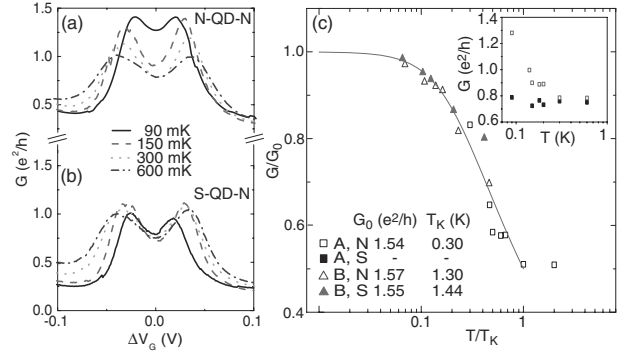 (a)
N-QD-N
1.5
1.0
0.5
G (e²/h)
90 mK
150 mK
300 mK
600 mK
(b)
S-QD-N
1.5
1.0
0.5
0.0
-0.1
0.0
0.1
ΔV_G (V)
(c)
1.0
0.8
0.6
0.4
G/G₀
0.1
1
T/T_K
1.4
1.2
1.0
0.8
0.6
G (e²/h)
0.1
1
T (K)
G₀ (e²/h) T_K (K)
□ A, N 1.54 0.30
■ A, S - -
△ B, N 1.57 1.30
▲ B, S 1.55 1.44